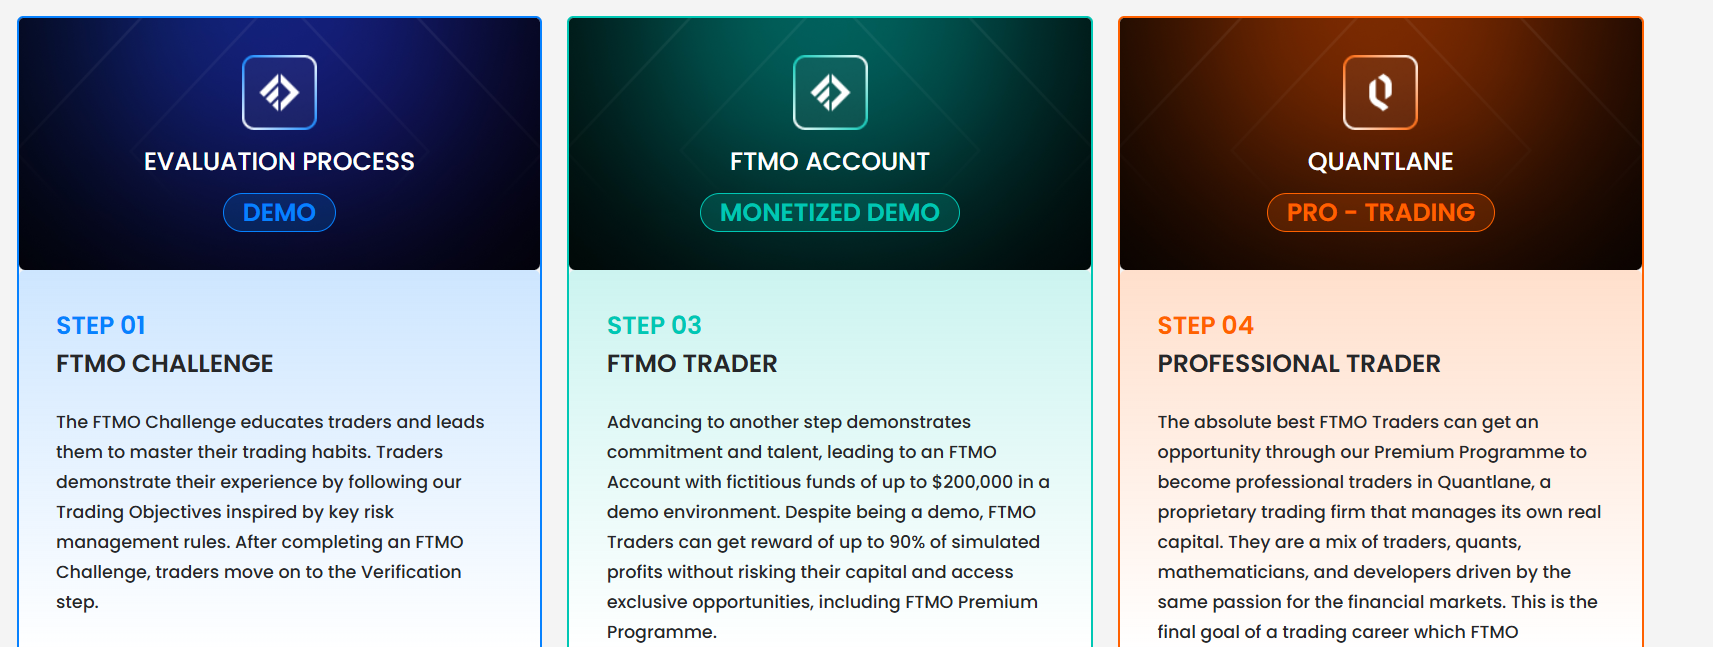 EVALUATION PROCESS
DEMO
STEP 01
FTMO CHALLENGE
The FTMO Challenge educates traders and leads
them to master their trading habits. Traders
demonstrate their experience by following our
Trading Objectives inspired by key risk
management rules. After completing an FTMO
Challenge, traders move on to the Verification
step.
FTMO ACCOUNT
MONETIZED DEMO
STEP 03
FTMO TRADER
Advancing to another step demonstrates
commitment and talent, leading to an FTMO
Account with fictitious funds of up to $200,000 in a
demo environment. Despite being a demo, FTMO
Traders can get reward of up to 90% of simulated
profits without risking their capital and access
exclusive opportunities, including FTMO Premium
Programme.
QUANTLANE
PRO - TRADING
STEP 04
PROFESSIONAL TRADER
The absolute best FTMO Traders can get an
opportunity through our Premium Programme to
become professional traders in Quantlane, a
proprietary trading firm that manages its own real
capital. They are a mix of traders, quants,
mathematicians, and developers driven by the
same passion for the financial markets. This is the
final goal of a trading career which FTMO